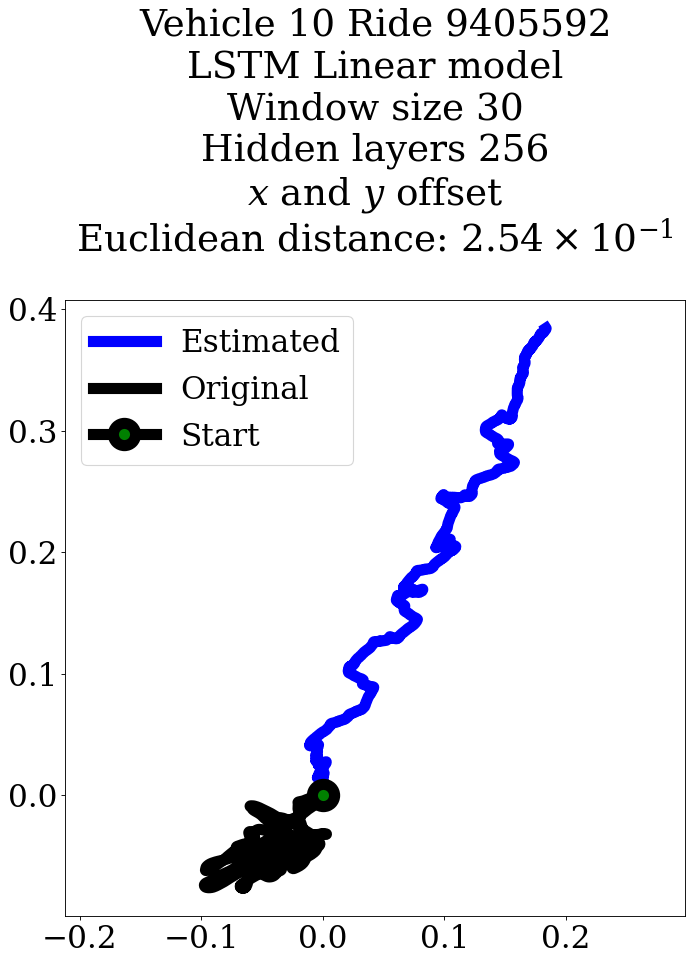 Vehicle 10 Ride 9405592
LSTM Linear model
Window size 30
Hidden layers 256
x and y offset
Euclidean distance: 2.54 × 10⁻¹
0.4
0.3
0.2
0.1
0.0
Estimated
Original
Start
−0.2 −0.1 0.0 0.1 0.2